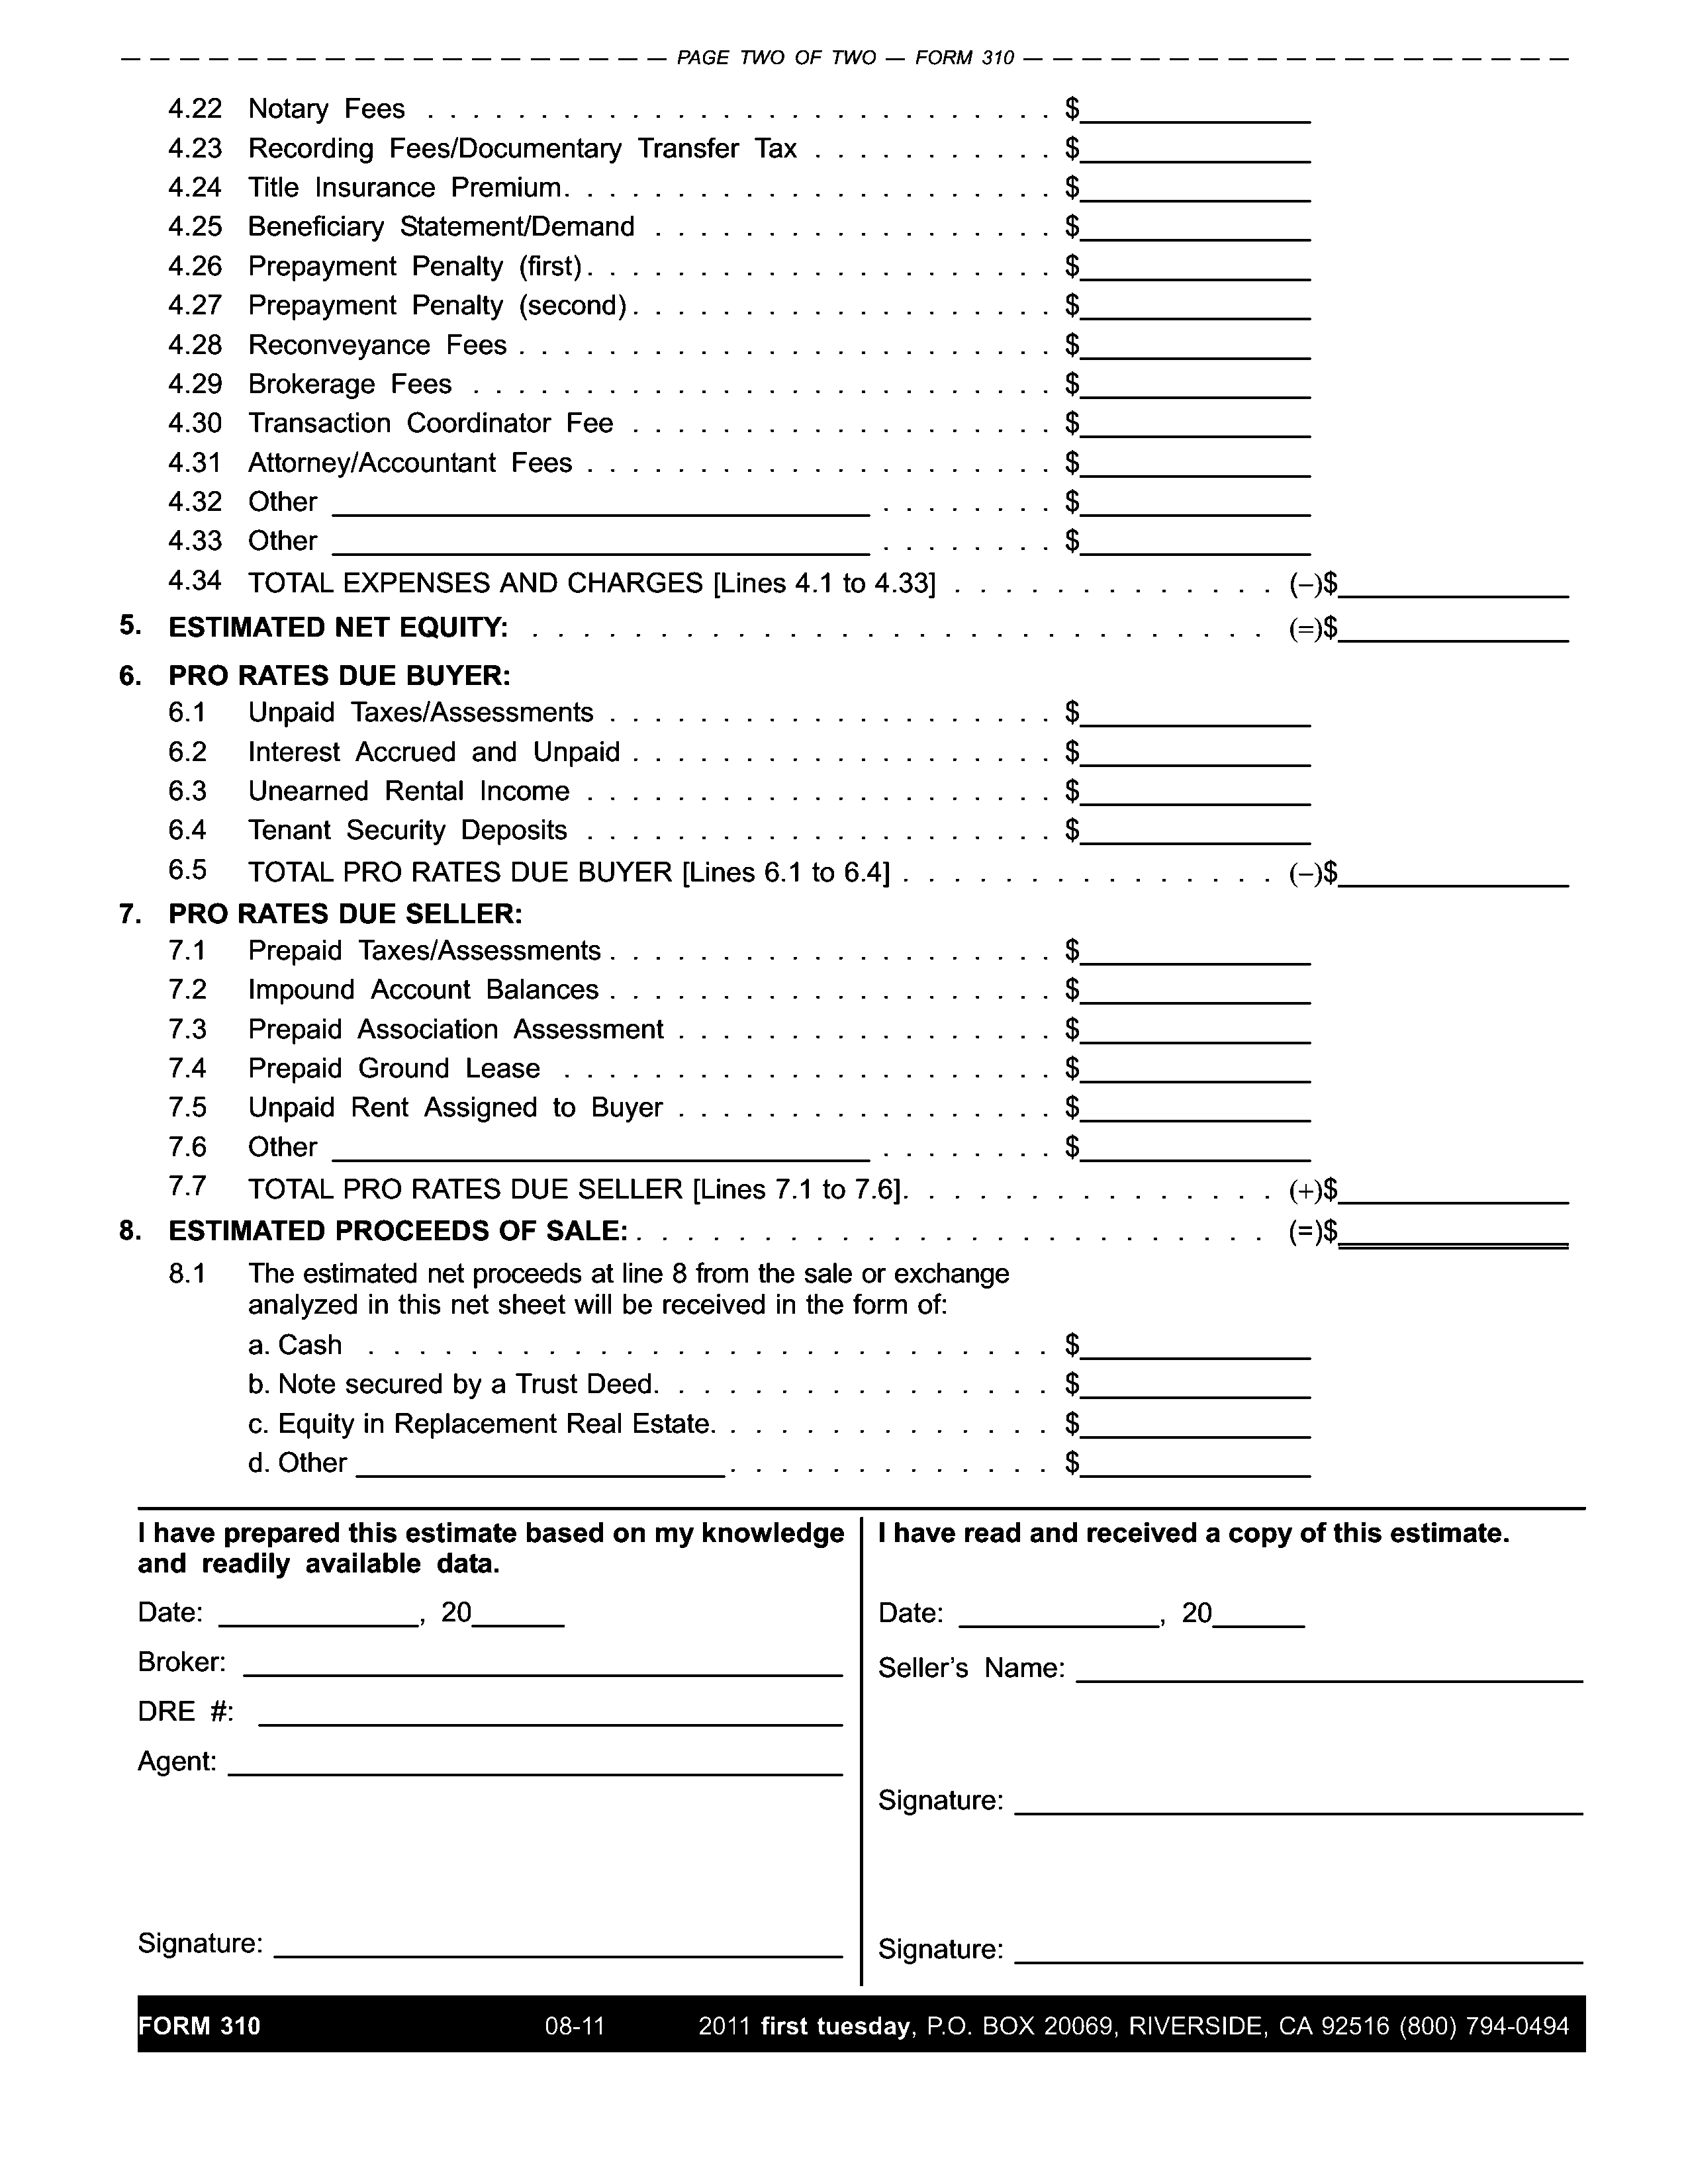 PAGE TWO OF TWO — FORM 310
4.22 Notary Fees $
4.23 Recording Fees/Documentary Transfer Tax $
4.24 Title Insurance Premium. $
4.25 Beneficiary Statement/Demand $
4.26 Prepayment Penalty (first) $
4.27 Prepayment Penalty (second) $
4.28 Reconveyance Fees $
4.29 Brokerage Fees $
4.30 Transaction Coordinator Fee $
4.31 Attorney/Accountant Fees $
4.32 Other $
4.33 Other $
4.34 TOTAL EXPENSES AND CHARGES [Lines 4.1 to 4.33] (–)$
5. ESTIMATED NET EQUITY: (=)$
6. PRO RATES DUE BUYER:
6.1 Unpaid Taxes/Assessments $
6.2 Interest Accrued and Unpaid $
6.3 Unearned Rental Income $
6.4 Tenant Security Deposits $
6.5 TOTAL PRO RATES DUE BUYER [Lines 6.1 to 6.4] (–)$
7. PRO RATES DUE SELLER:
7.1 Prepaid Taxes/Assessments $
7.2 Impound Account Balances $
7.3 Prepaid Association Assessment $
7.4 Prepaid Ground Lease $
7.5 Unpaid Rent Assigned to Buyer $
7.6 Other $
7.7 TOTAL PRO RATES DUE SELLER [Lines 7.1 to 7.6]. (+)$
8. ESTIMATED PROCEEDS OF SALE: (=)$
8.1 The estimated net proceeds at line 8 from the sale or exchange
analyzed in this net sheet will be received in the form of:
a. Cash $
b. Note secured by a Trust Deed. $
c. Equity in Replacement Real Estate. $
d. Other $
I have prepared this estimate based on my knowledge
and readily available data.
Date: , 20
Broker:
DRE #:
Agent:
Signature:
I have read and received a copy of this estimate.
Date: , 20
Seller's Name:
Signature:
Signature:
FORM 310 08-11 2011 first tuesday, P.O. BOX 20069, RIVERSIDE, CA 92516 (800) 794-0494